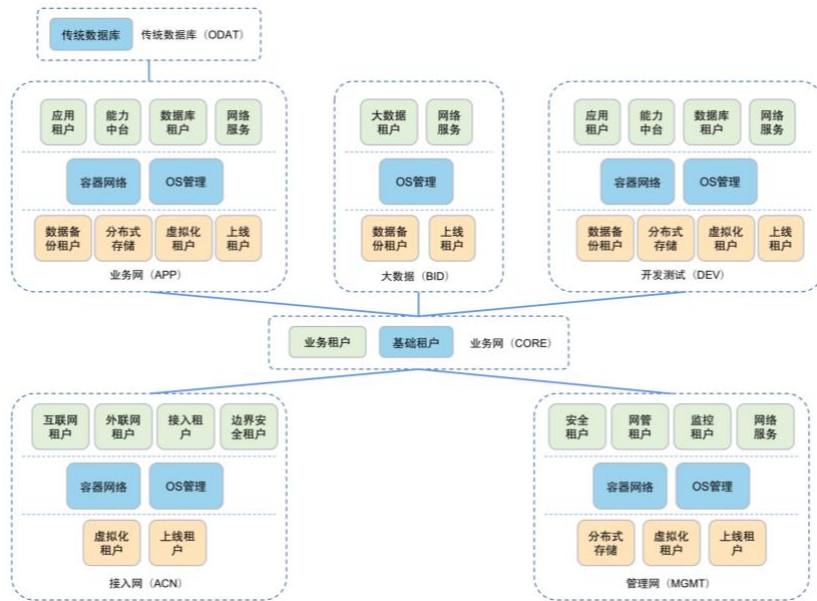 传统数据库
传统数据库（ODAT）
应用
租户
能力
中台
数据库
租户
网络
服务
容器网络
OS管理
数据备
份租户
分布式
存储
虚拟化
租户
上线
租户
业务网（APP）
大数据
租户
网络
服务
OS管理
数据备
份租户
上线
租户
大数据（BID）
应用
租户
能力
中台
数据库
租户
网络
服务
容器网络
OS管理
数据备
份租户
分布式
存储
虚拟化
租户
上线
租户
开发测试（DEV）
业务租户
基础租户
业务网（CORE）
互联网
租户
外联网
租户
接入租
户
边界安
全租户
容器网络
OS管理
虚拟化
租户
上线租
户
接入网（ACN）
安全
租户
网管
租户
监控
租户
网络
服务
容器网络
OS管理
分布式
存储
虚拟化
租户
上线租
户
管理网（MGMT）